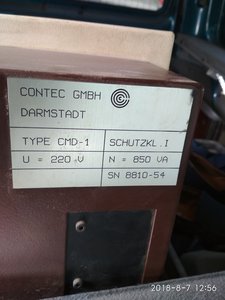 CONTEC GMBH
DARMSTADT
TYPE CMD-1 SCHUTZKL. I
U = 220 V N = 850 VA
SN 8810-54
2018-8-7 12:56